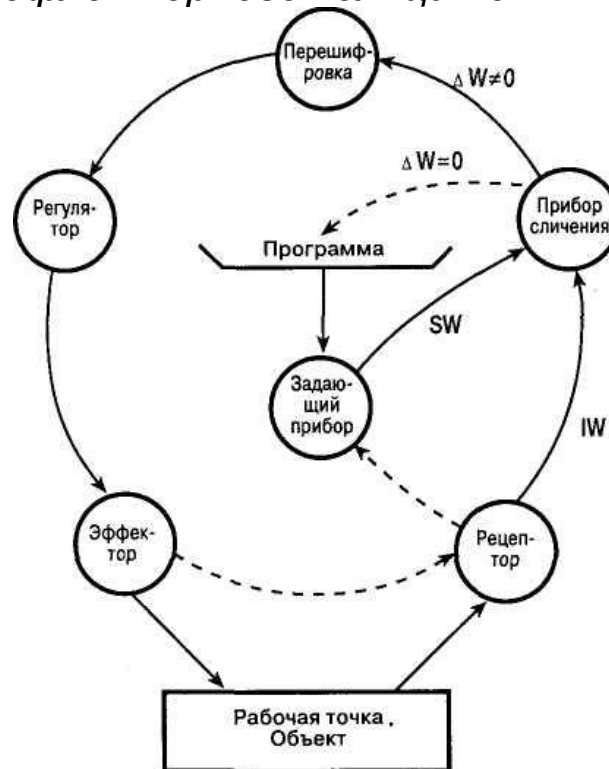 Перешиф-
ровка
ΔW≠0
ΔW=0
Регуля-
тор
Прибор
сличения
Программа
SW
Задаю-
щий
прибор
IW
Эффек-
тор
Рецеп-
тор
Рабочая точка,
Объект